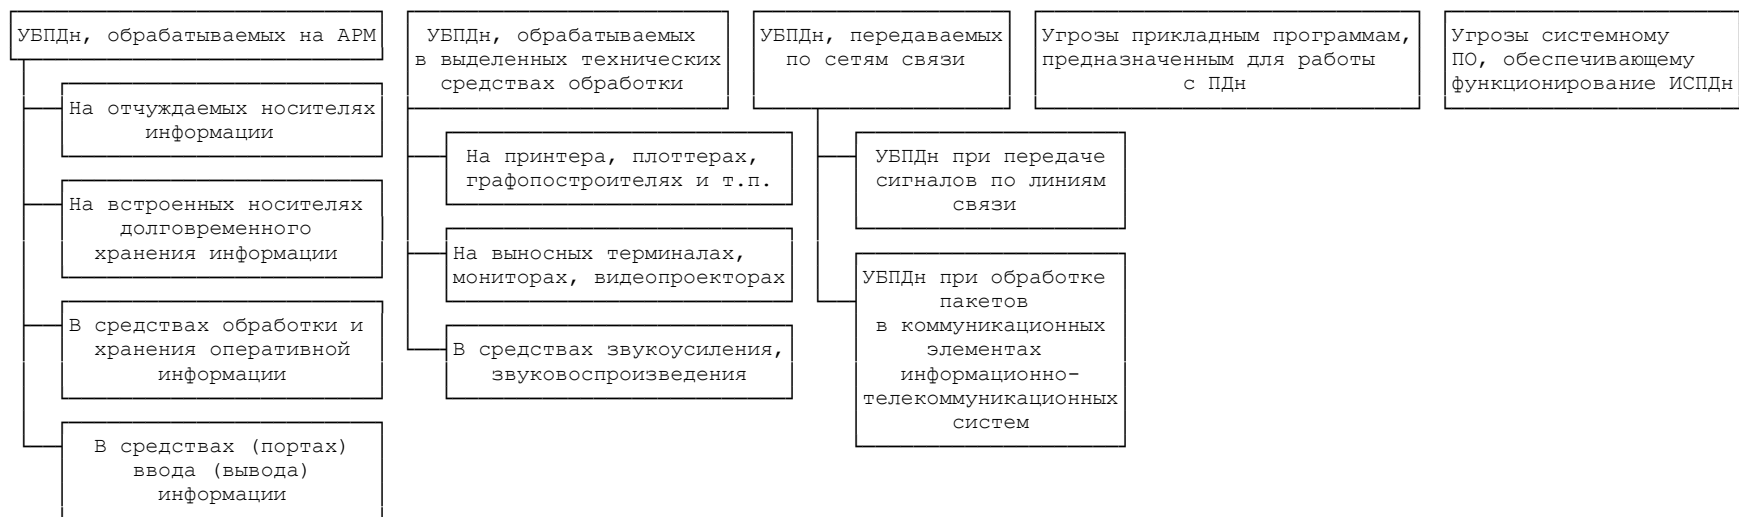 УБПДн, обрабатываемых на АРМ
УБПДн, обрабатываемых
в выделенных технических
средствах обработки
УБПДн, передаваемых
по сетям связи
Угрозы прикладным программам,
предназначенным для работы
с ПДн
Угрозы системному
ПО, обеспечивающему
функционирование ИСПДн
На отчуждаемых носителях
информации
На встроенных носителях
долговременного
хранения информации
В средствах обработки и
хранения оперативной
информации
В средствах (портах)
ввода (вывода)
информации
На принтера, плоттерах,
графопостроителях и т.п.
На выносных терминалах,
мониторах, видеопроекторах
В средствах звукоусиления,
звуковоспроизведения
УБПДн при передаче
сигналов по линиям
связи
УБПДн при обработке
пакетов
в коммуникационных
элементах
информационно-
телекоммуникационных
систем